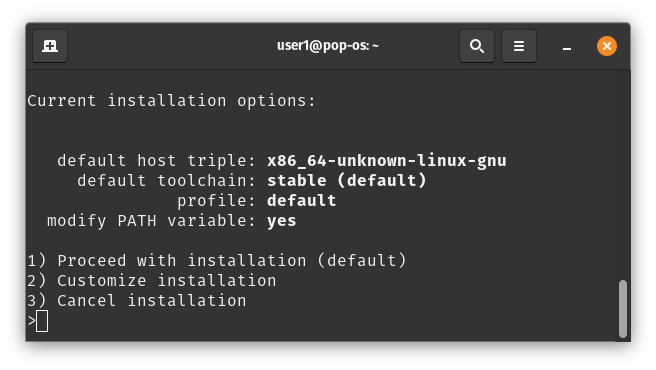 user1@pop-os: ~
Current installation options:
default host triple: x86_64-unknown-linux-gnu
default toolchain: stable (default)
profile: default
modify PATH variable: yes
1) Proceed with installation (default)
2) Customize installation
3) Cancel installation
>